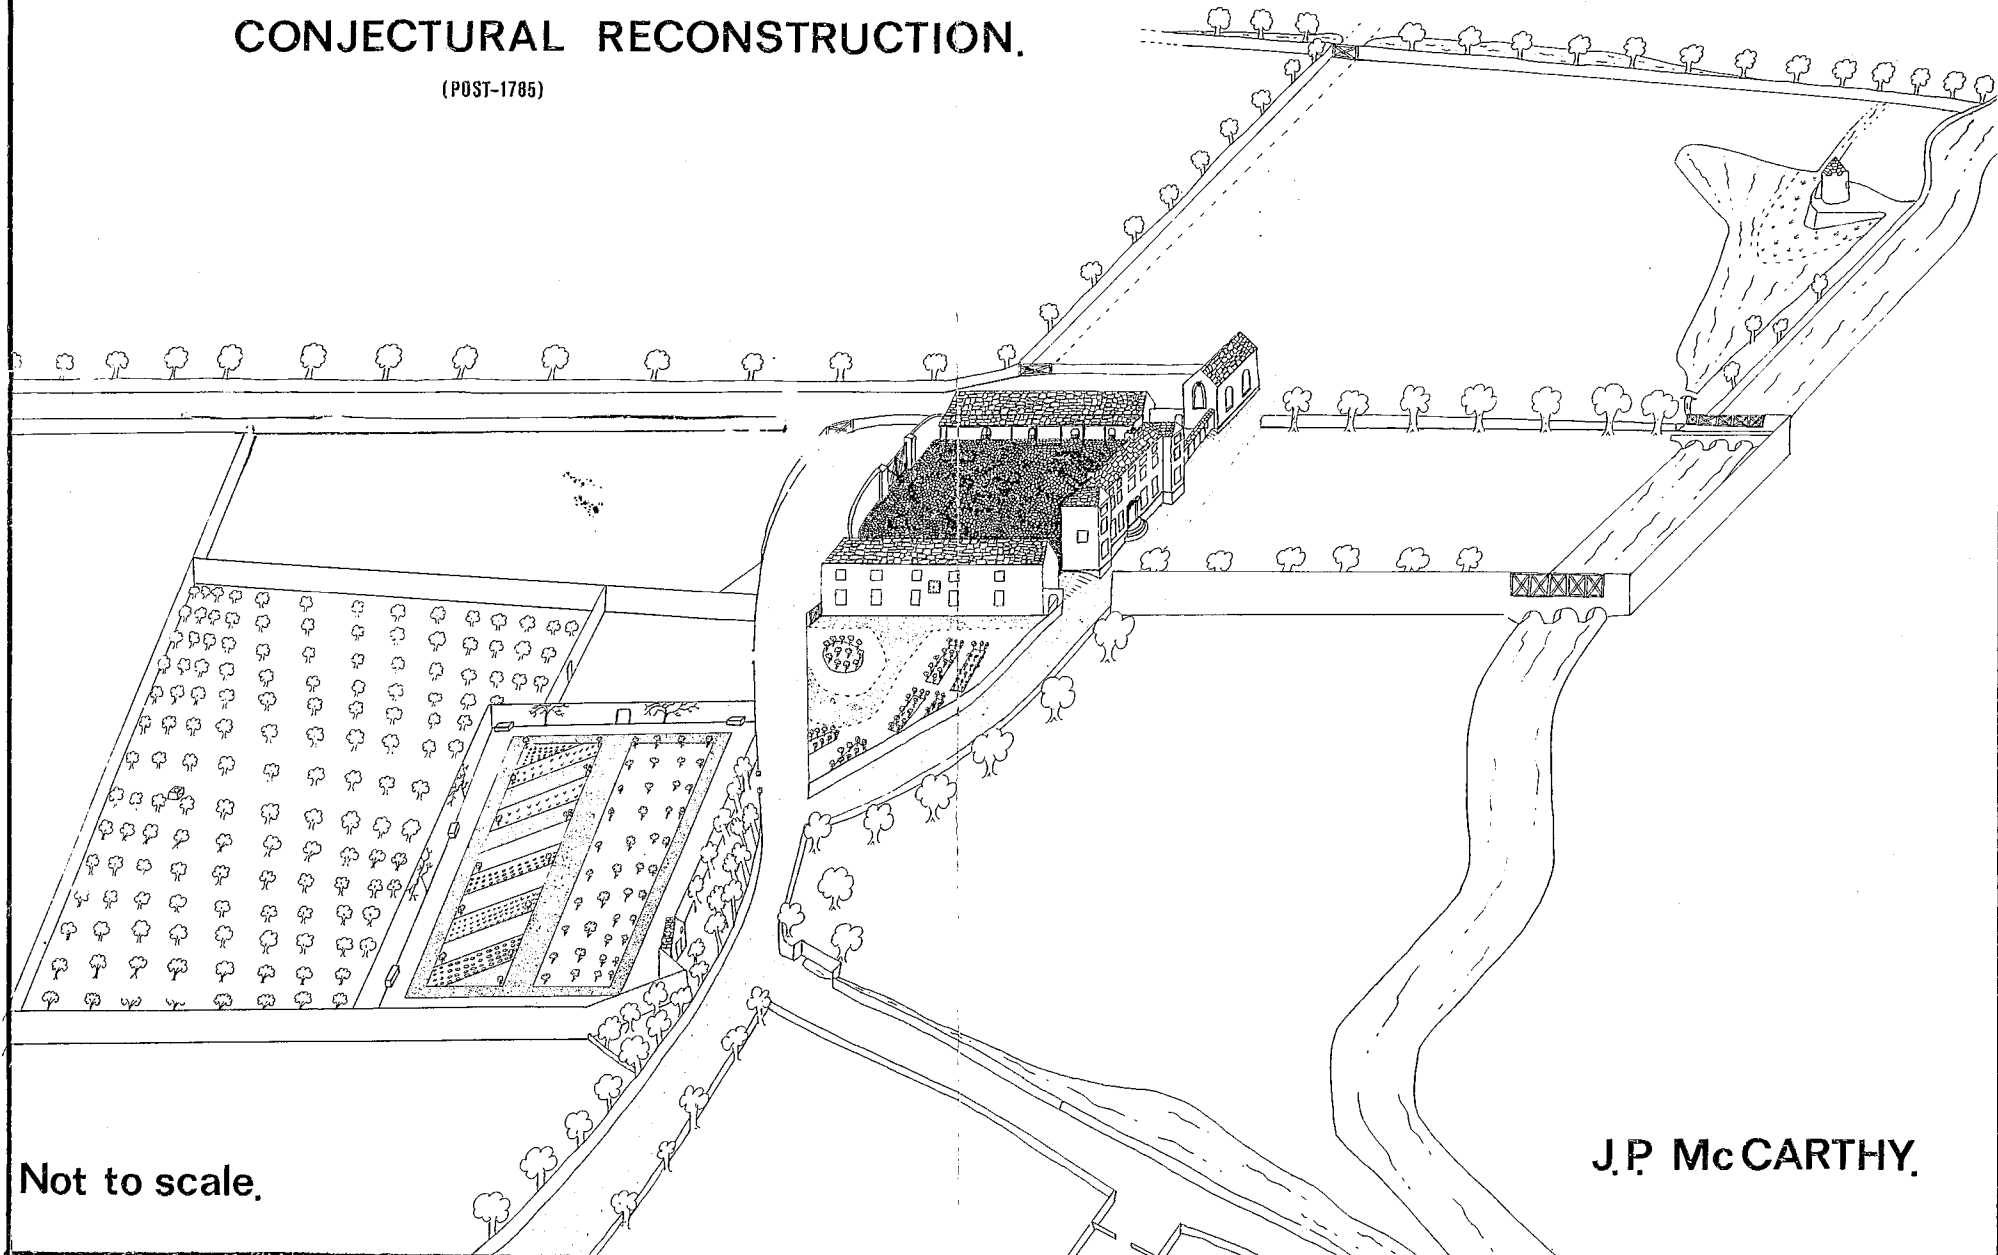 CONJECTURAL RECONSTRUCTION.
(POST-1785)
Not to scale.
J.P. McCARTHY.